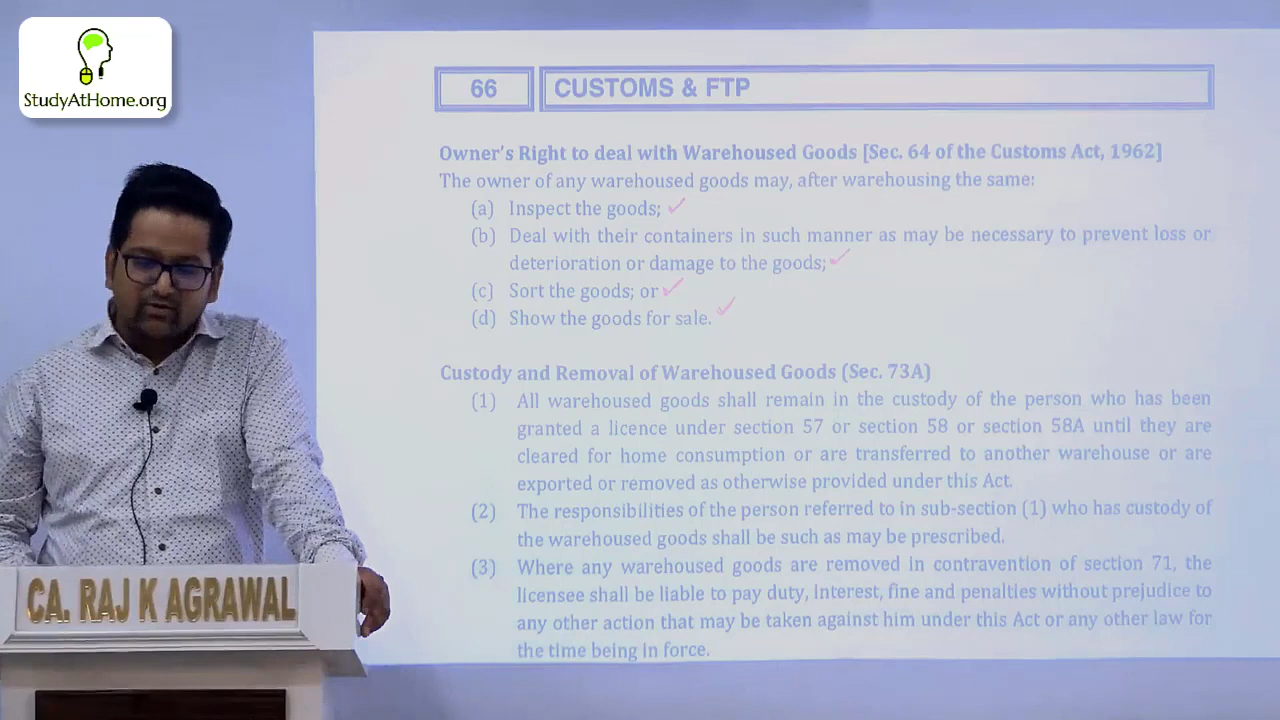 StudyAtHome.org
66
CUSTOMS & FTP
Owner's Right to deal with Warehoused Goods [Sec. 64 of the Customs Act, 1962]
The owner of any warehoused goods may, after warehousing the same:
(a) Inspect the goods;
(b) Deal with their containers in such manner as may be necessary to prevent loss or
deterioration or damage to the goods;
(c) Sort the goods; or
(d) Show the goods for sale.
Custody and Removal of Warehoused Goods (Sec. 73A)
(1) All warehoused goods shall remain in the custody of the person who has been
granted a licence under section 57 or section 58 or section 58A until they are
cleared for home consumption or are transferred to another warehouse or are
exported or removed as otherwise provided under this Act.
(2) The responsibilities of the person referred to in sub-section (1) who has custody of
the warehoused goods shall be such as may be prescribed.
(3) Where any warehoused goods are removed in contravention of section 71, the
licensee shall be liable to pay duty, interest, fine and penalties without prejudice to
any other action that may be taken against him under this Act or any other law for
the time being in force.
CA. RAJ K AGRAWAL